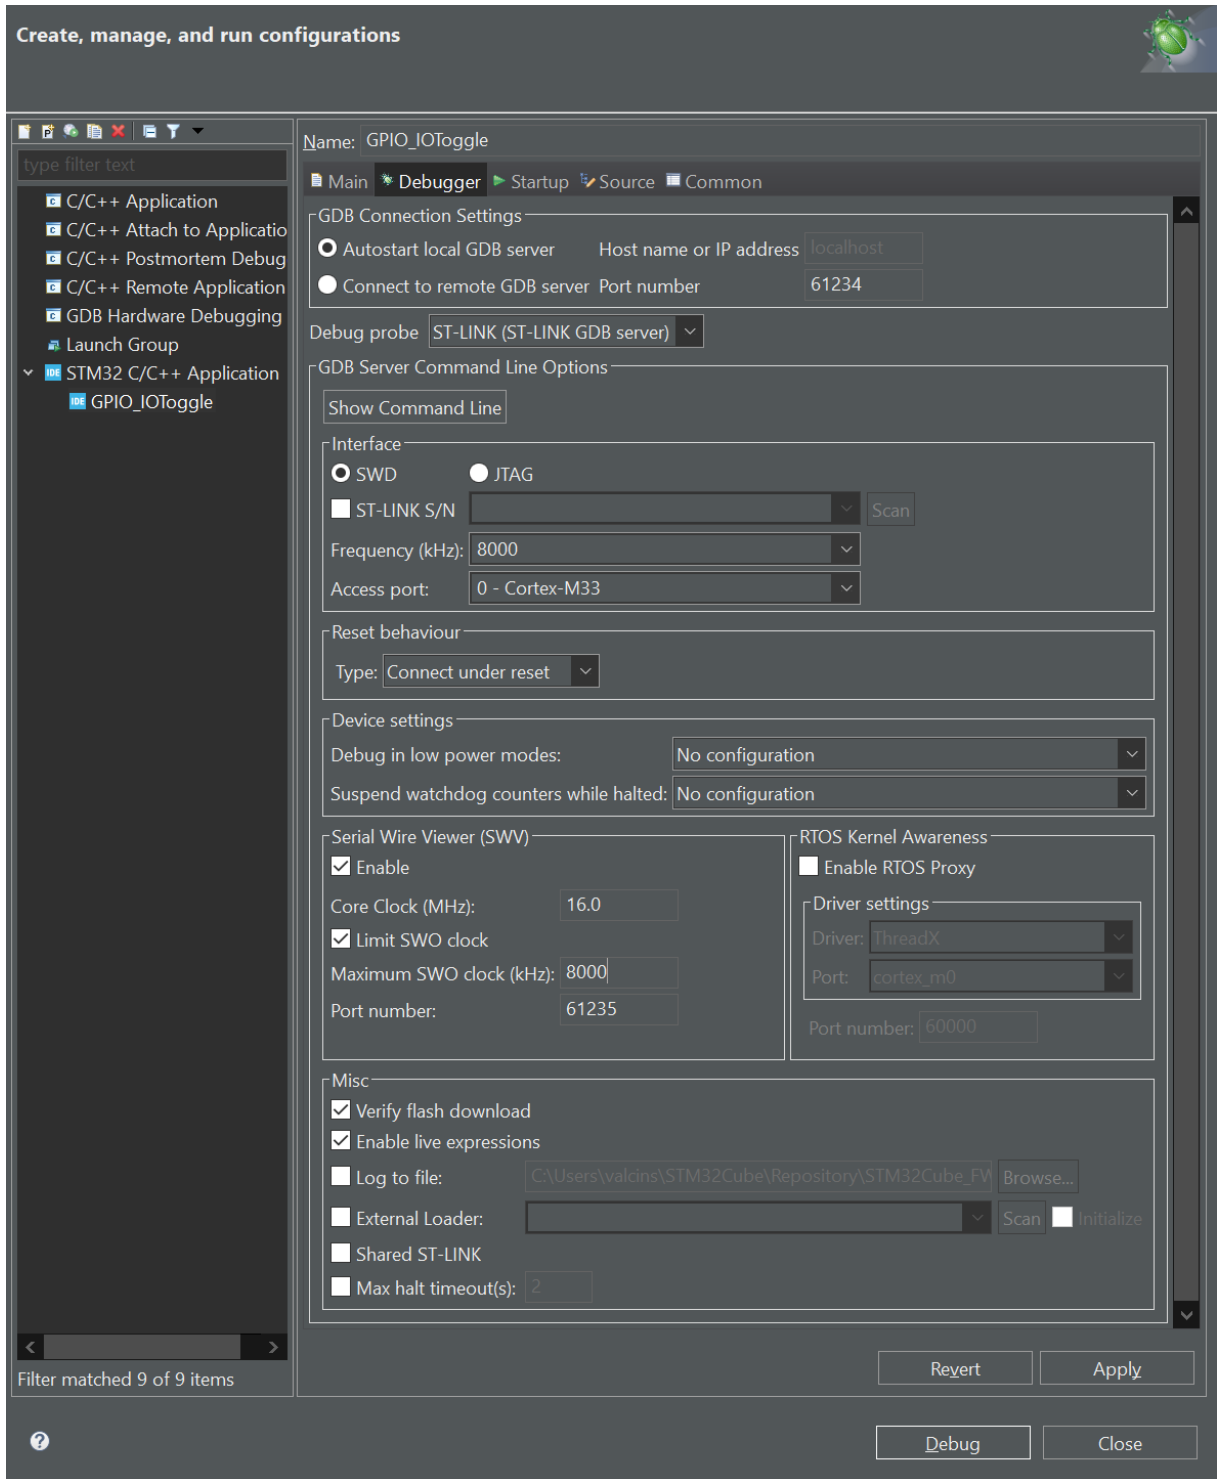 Create, manage, and run configurations
type filter text
C/C++ Application
C/C++ Attach to Applicatio
C/C++ Postmortem Debug
C/C++ Remote Application
GDB Hardware Debugging
Launch Group
STM32 C/C++ Application
IDE
GPIO_IOToggle
IDE
Filter matched 9 of 9 items
Name: GPIO_IOToggle
Main Debugger Startup Source Common
GDB Connection Settings
Autostart local GDB server Host name or IP address localhost
Connect to remote GDB server Port number 61234
Debug probe ST-LINK (ST-LINK GDB server)
GDB Server Command Line Options
Show Command Line
Interface
SWD JTAG
ST-LINK S/N Scan
Frequency (kHz): 8000
Access port: 0 - Cortex-M33
Reset behaviour
Type: Connect under reset
Device settings
Debug in low power modes: No configuration
Suspend watchdog counters while halted: No configuration
Serial Wire Viewer (SWV)
Enable
Core Clock (MHz): 16.0
Limit SWO clock
Maximum SWO clock (kHz): 8000
Port number: 61235
RTOS Kernel Awareness
Enable RTOS Proxy
Driver settings
Driver: ThreadX
Port: cortex_m0
Port number: 60000
Misc
Verify flash download
Enable live expressions
Log to file: C:\Users\valcins\STM32Cube\Repository\STM32Cube_FW Browse...
External Loader: Scan Initialize
Shared ST-LINK
Max halt timeout(s): 2
Revert Apply
? Debug Close